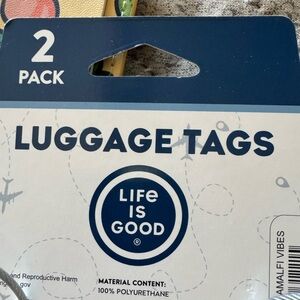 2
PACK
LUGGAGE TAGS
LiFe
iS
GOOD
®
and Reproductive Harm
.gov
MATERIAL CONTENT:
100% POLYURETHANE
AMALFI VIBES